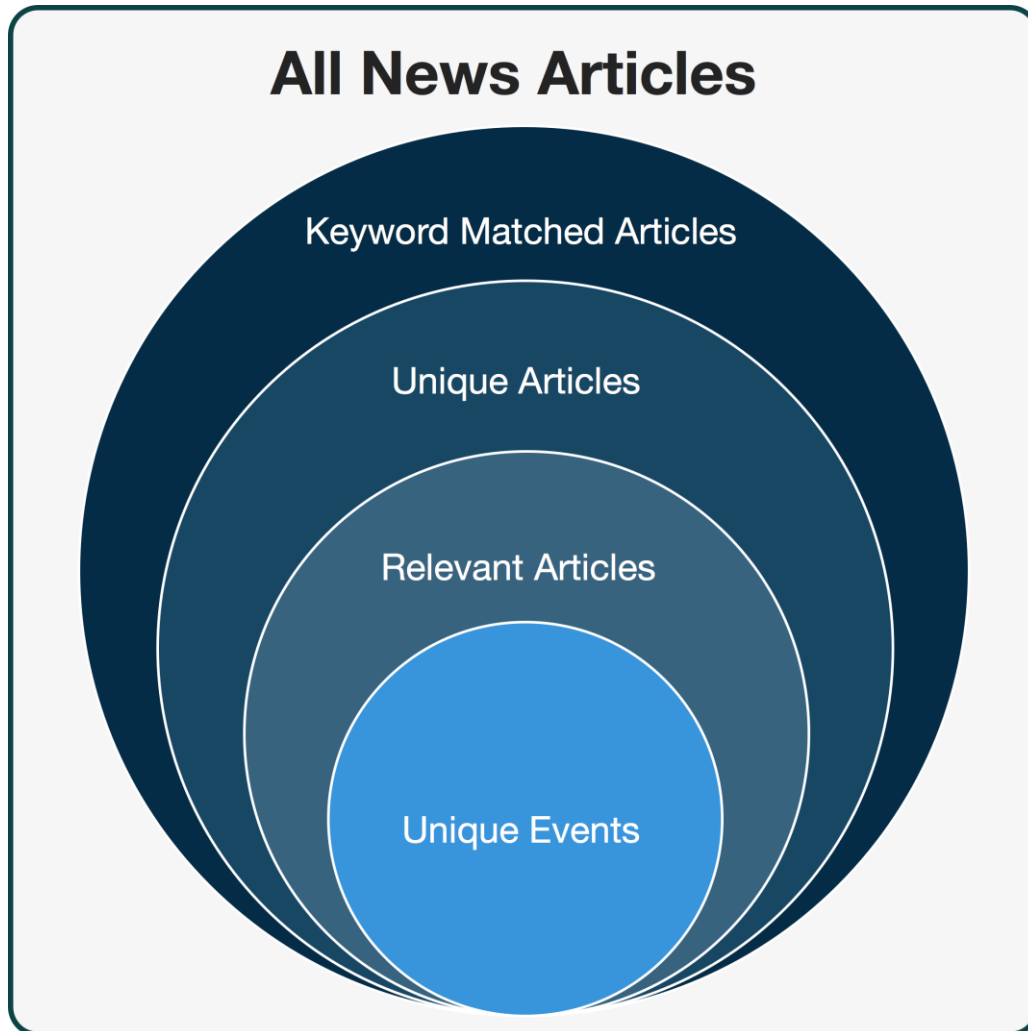 All News Articles
Keyword Matched Articles
Unique Articles
Relevant Articles
Unique Events